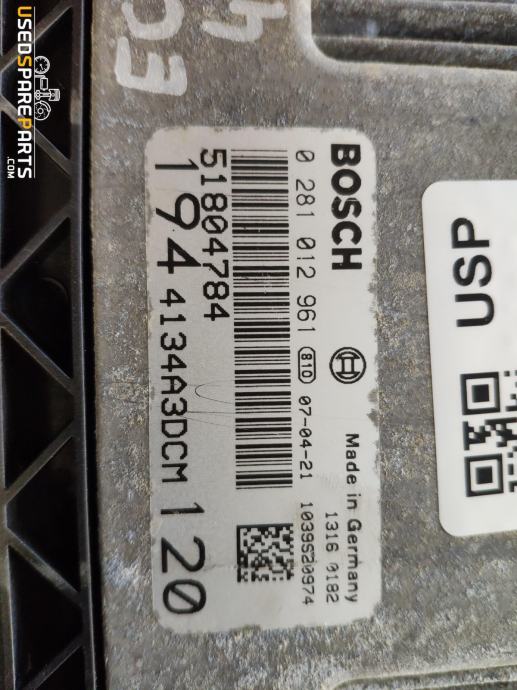 USEDSPAREPARTS
.COM
BOSCH
Made in Germany
0 281 012 961 81D 07-04-21
1316 0182
1039S20974
51804784
194 4134A3DCM 120
USP